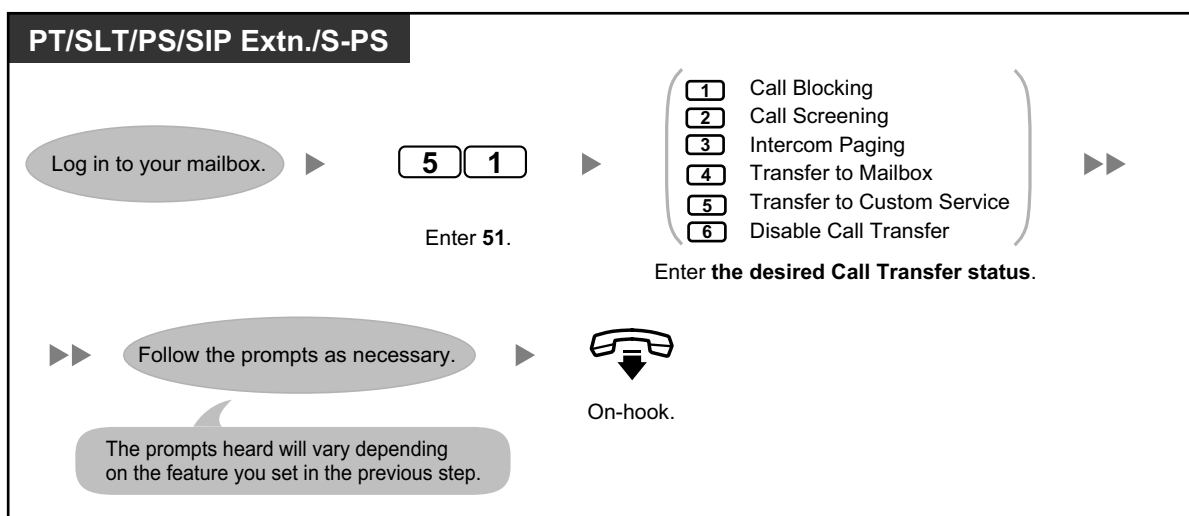 PT/SLT/PS/SIP Extn./S-PS
Log in to your mailbox.
5 1
Enter 51.
1 Call Blocking
2 Call Screening
3 Intercom Paging
4 Transfer to Mailbox
5 Transfer to Custom Service
6 Disable Call Transfer
Enter the desired Call Transfer status.
Follow the prompts as necessary.
The prompts heard will vary depending
on the feature you set in the previous step.
On-hook.